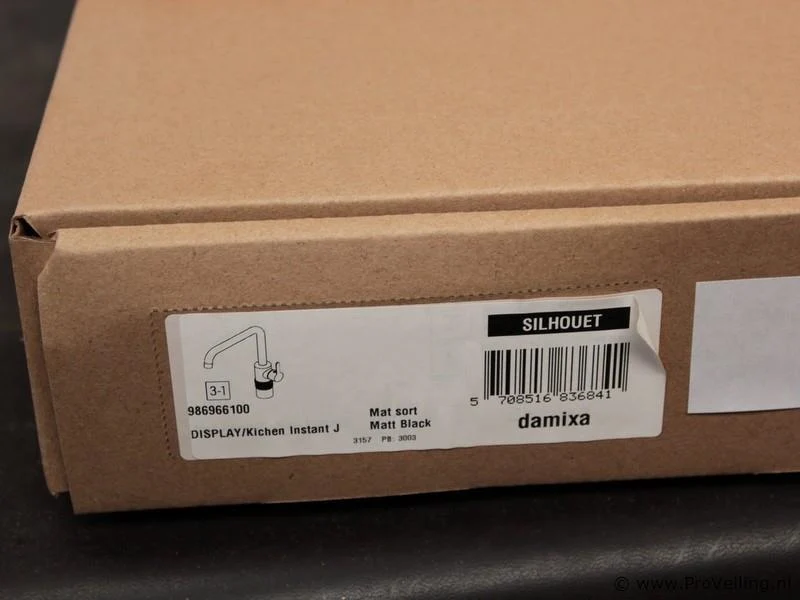 SILHOUET
3-1
986966100
DISPLAY/Kichen Instant J
Mat sort
Matt Black
3157 PB: 3003
5 708516 836841
damixa
© www.ProVeiling.nl